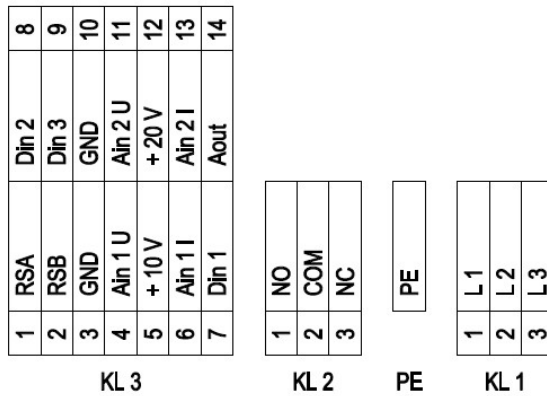 8 9 10 11 12 13 14
Din 2 Din 3 GND Ain 2 U + 20 V Ain 2 I Aout
RSA RSB GND Ain 1 U + 10 V Ain 1 I Din 1 NO COM NC PE L 1 L 2 L 3
1 2 3 4 5 6 7 1 2 3 1 2 3
KL 3 KL 2 PE KL 1